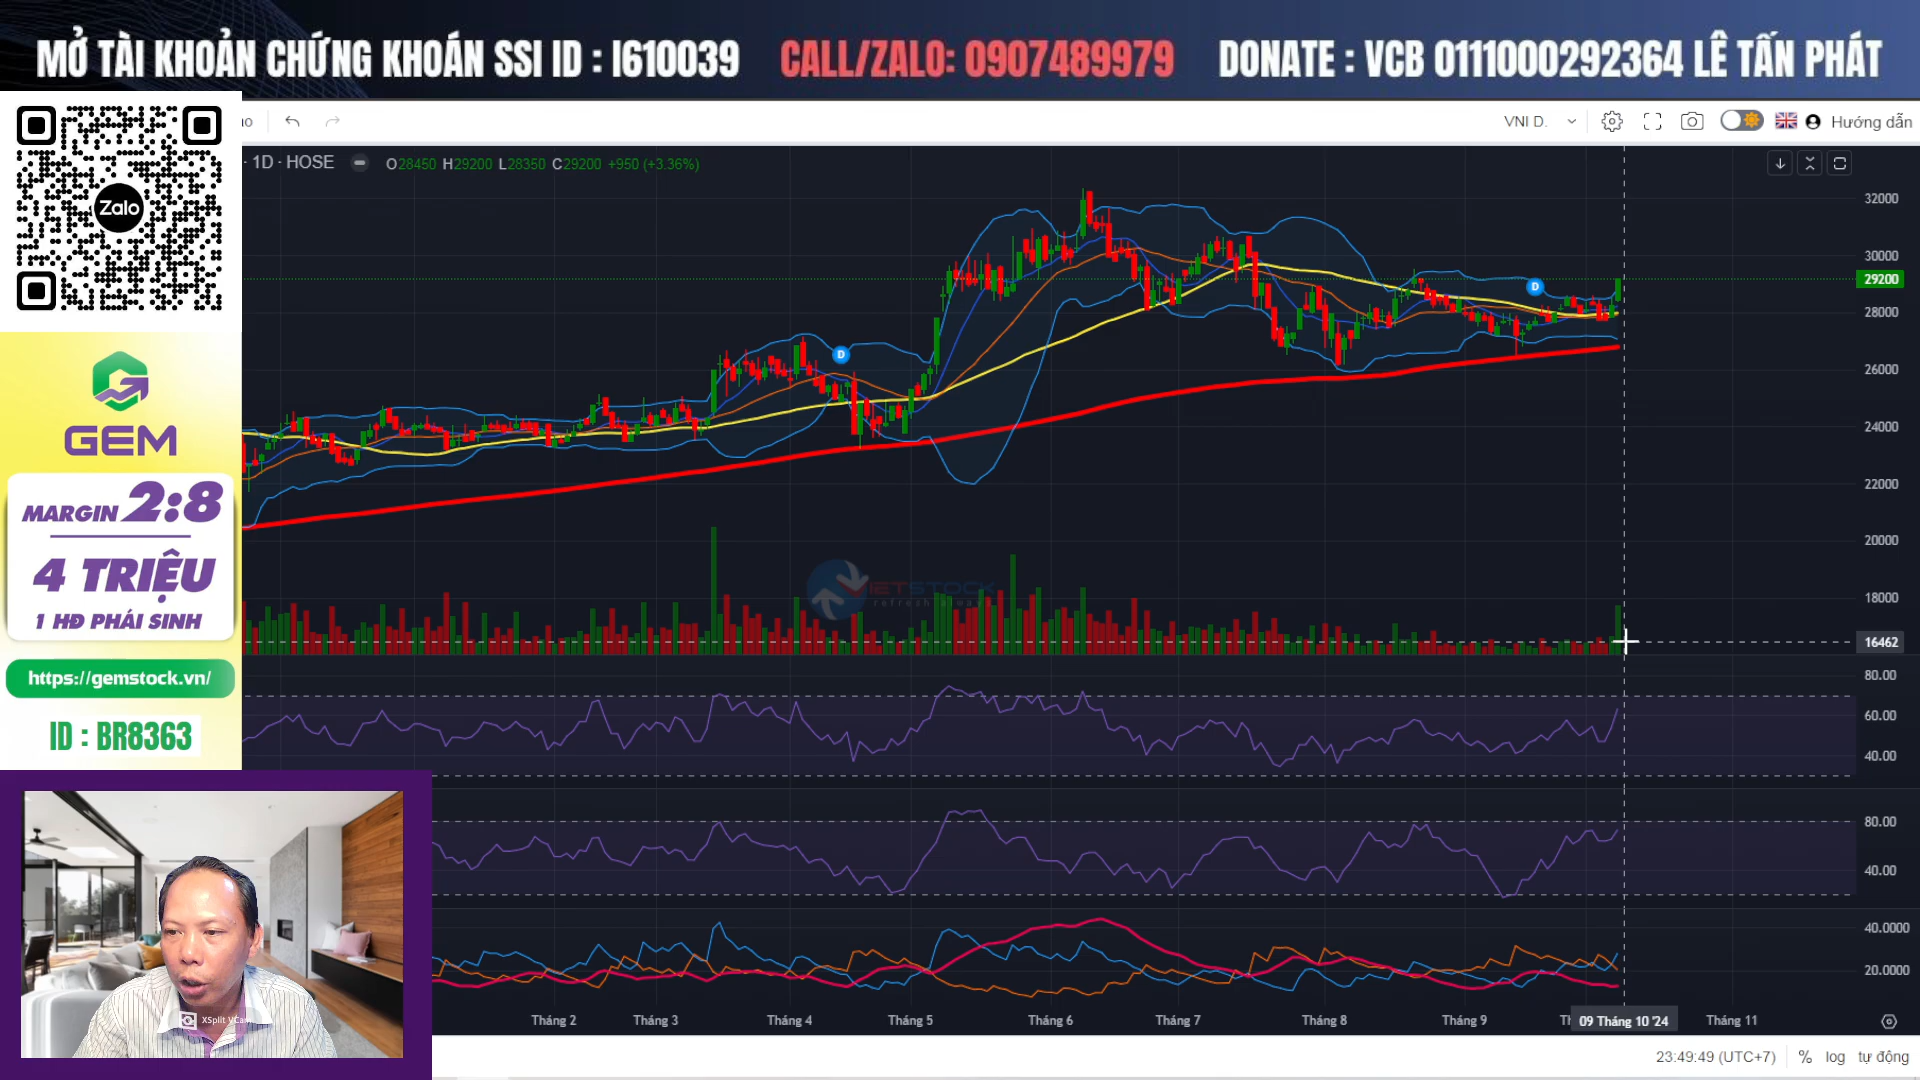 MỞ TÀI KHOẢN CHỨNG KHOÁN SSI ID : I610039 CALL/ZALO: 0907489979 DONATE : VCB 0111000292364 LÊ TẤN PHÁT
VNI D.
Hướng dẫn
· 1D · HOSE O28450 H29200 L28350 C29200 +950 (+3.36%)
Zalo
GEM
MARGIN 2:8
4 TRIỆU
1 HĐ PHÁI SINH
https://gemstock.vn/
ID : BR8363
D
D
VIETSTOCK
32000
30000
29200
28000
26000
24000
22000
20000
18000
16462
80.00
60.00
40.00
80.00
40.00
40.0000
20.0000
Tháng 2
Tháng 3
Tháng 4
Tháng 5
Tháng 6
Tháng 7
Tháng 8
Tháng 9
09 Tháng 10 '24
Tháng 11
XSplit VCam
23:49:49 (UTC+7) % log tự động